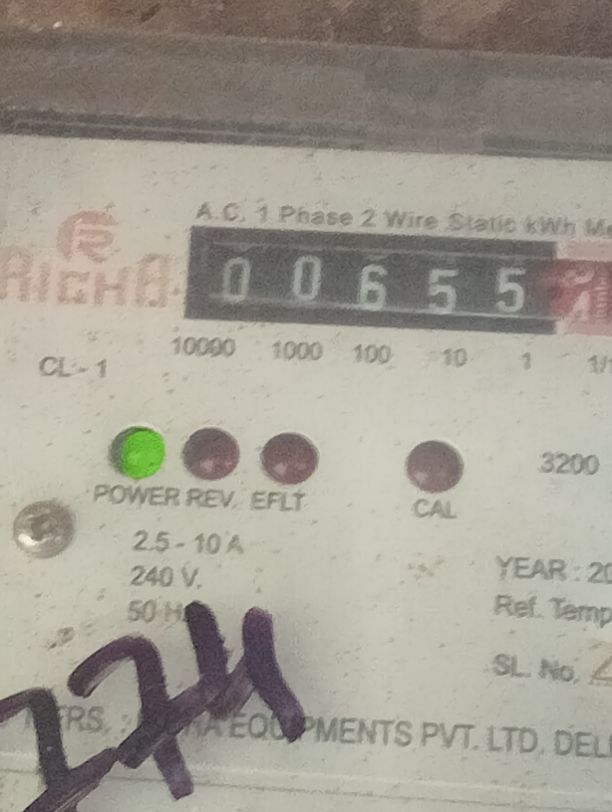 A.C. 1 Phase 2 Wire Static kWh
RICHA
0 0 6 5 5
10000 1000 100 10 1
CL - 1
3200
POWER REV. EFLT CAL
2.5 - 10 A
240 V.
50 H
YEAR : 20
Ref. Temp
SL. No.
274
EQUIPMENTS PVT. LTD. DEL